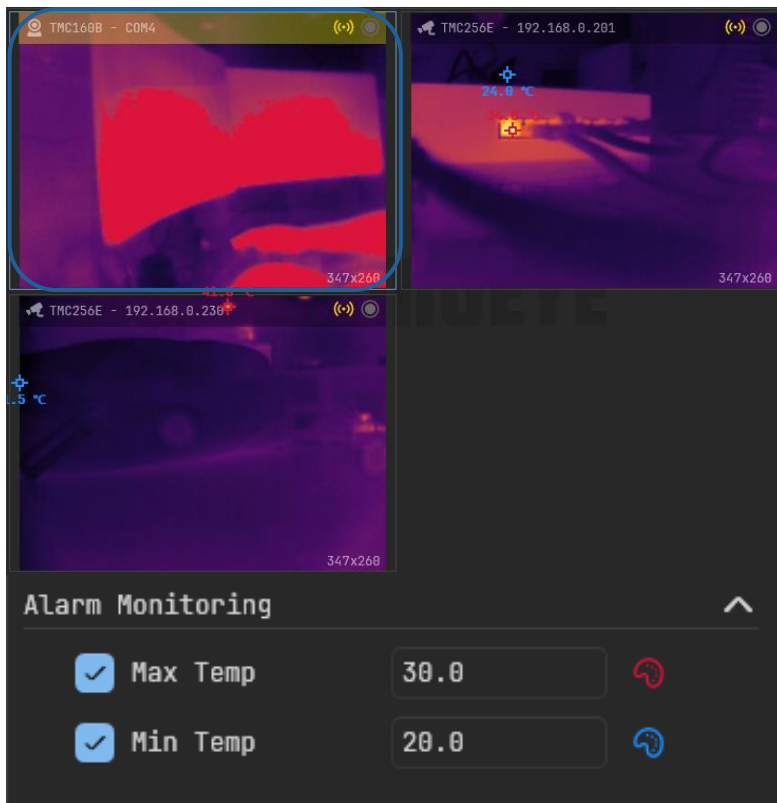 TMC160B - COM4
TMC256E - 192.168.0.201
24.0 ℃
347x260
347x260
TMC256E - 192.168.0.230
.5 ℃
347x260
Alarm Monitoring
Max Temp 30.0
Min Temp 20.0